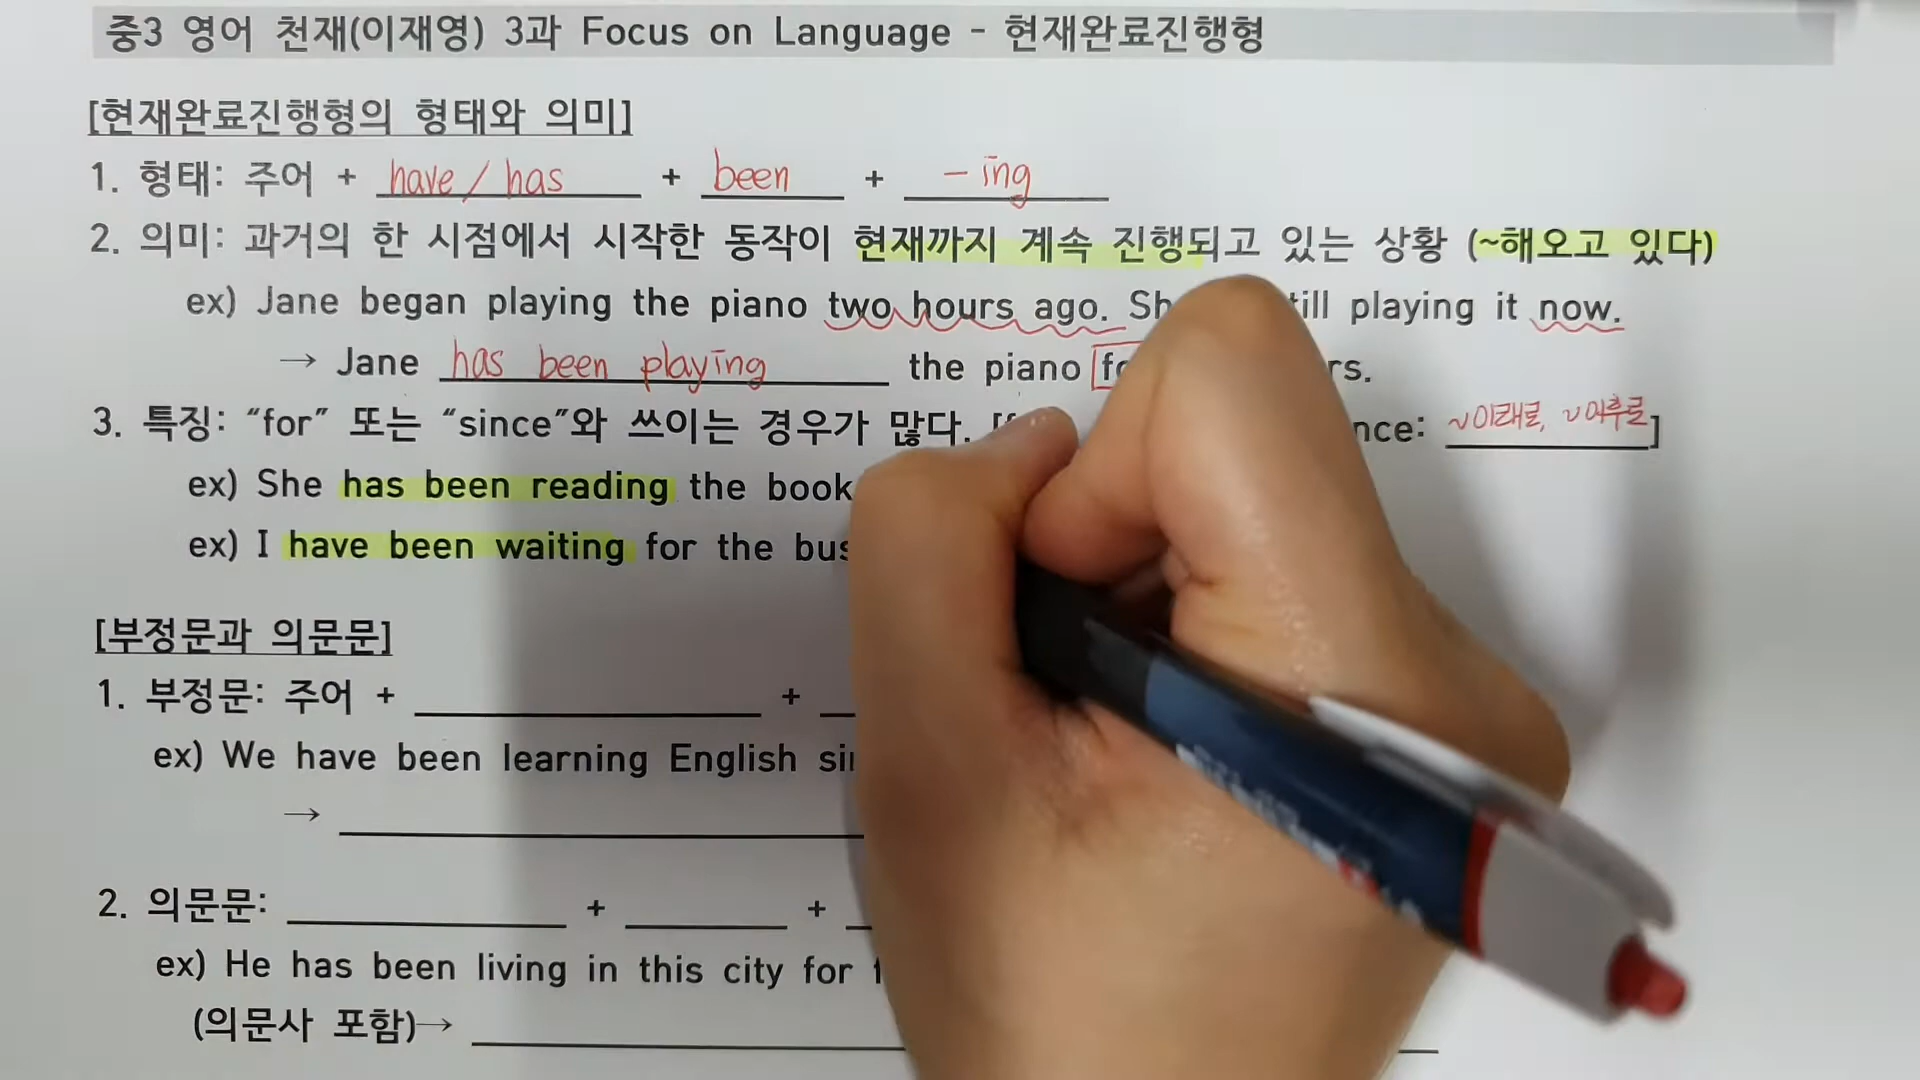 중3 영어 천재(이재영) 3과 Focus on Language - 현재완료진행형
[현재완료진행형의 형태와 의미]
1. 형태: 주어 + have / has + been + -ing
2. 의미: 과거의 한 시점에서 시작한 동작이 현재까지 계속 진행되고 있는 상황 (~해오고 있다)
ex) Jane began playing the piano two hours ago. playing it now.
→ Jane has been playing the piano
3. 특징: “for” 또는 “since”와 쓰이는 경우가 많다. ~이래로, ~이후로]
ex) She has been reading the book
ex) I have been waiting for the bus
[부정문과 의문문]
1. 부정문: 주어 + +
ex) We have been learning English
→
2. 의문문: + +
ex) He has been living in this city for
(의문사 포함)→